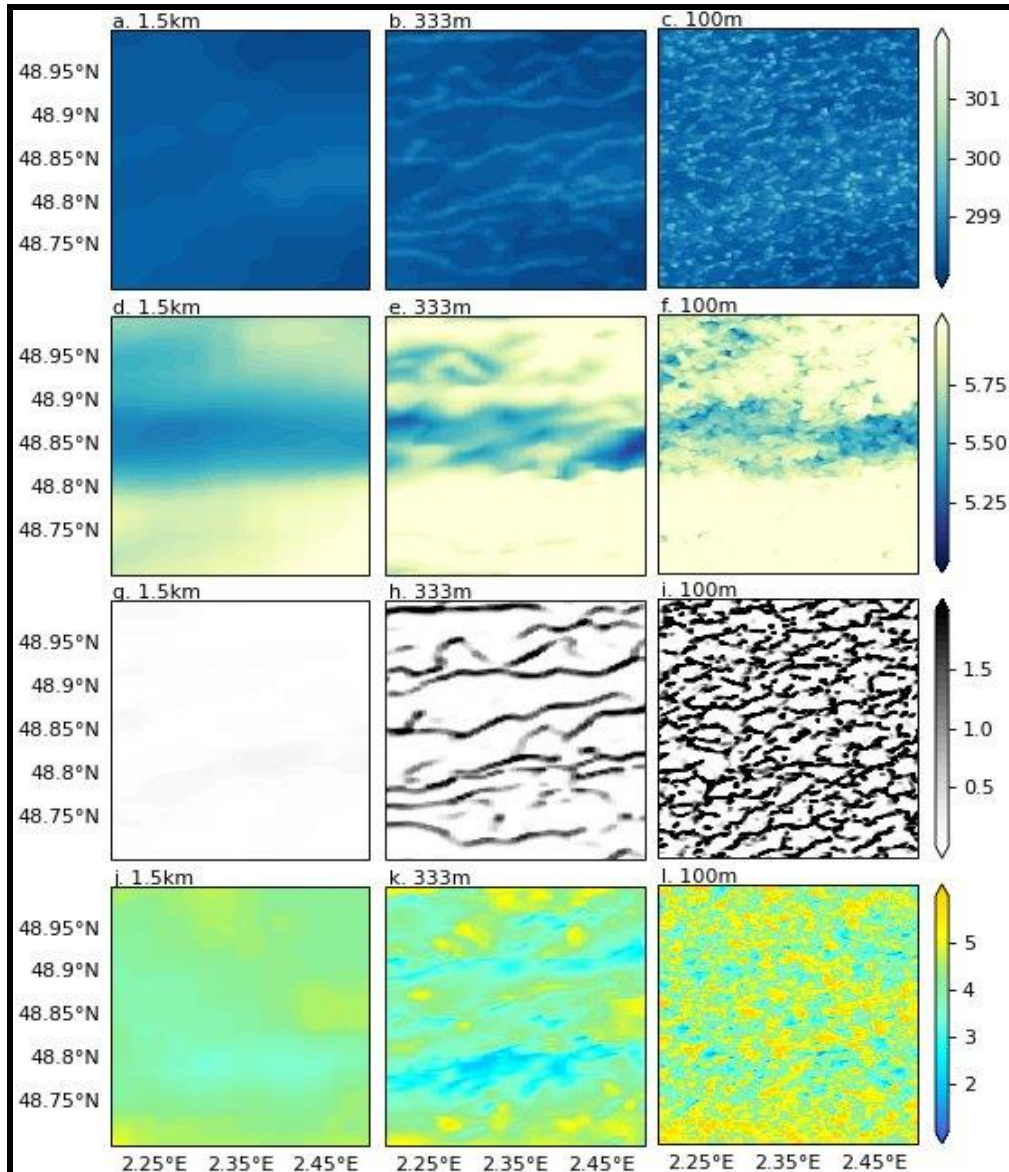 a. 1.5km b. 333m c. 100m
48.95°N
48.9°N
48.85°N
48.8°N
48.75°N
301
300
299
d. 1.5km e. 333m f. 100m
48.95°N
48.9°N
48.85°N
48.8°N
48.75°N
5.75
5.50
5.25
g. 1.5km h. 333m i. 100m
48.95°N
48.9°N
48.85°N
48.8°N
48.75°N
1.5
1.0
0.5
j. 1.5km k. 333m l. 100m
48.95°N
48.9°N
48.85°N
48.8°N
48.75°N
5
4
3
2
2.25°E 2.35°E 2.45°E 2.25°E 2.35°E 2.45°E 2.25°E 2.35°E 2.45°E